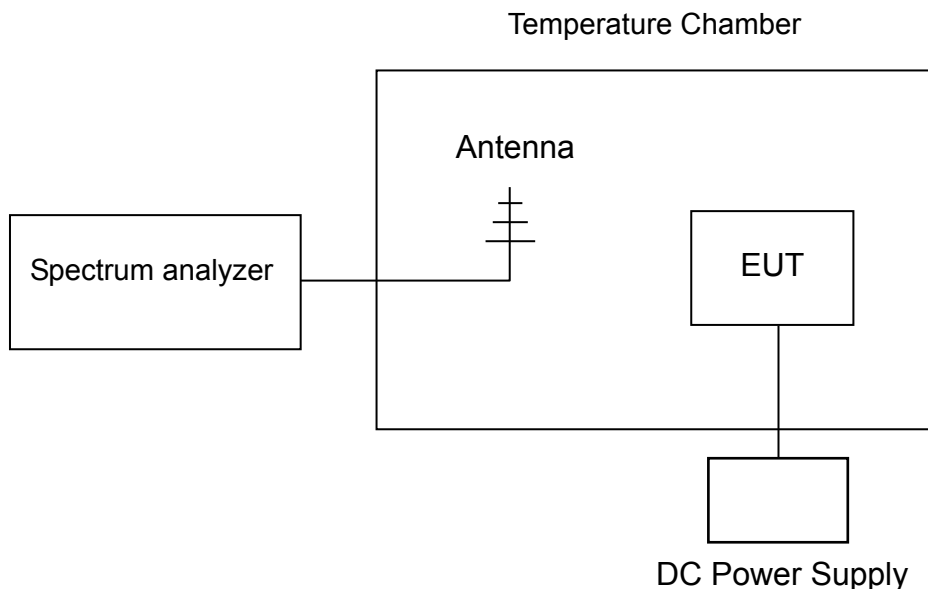 Temperature Chamber
Antenna
Spectrum analyzer
EUT
DC Power Supply